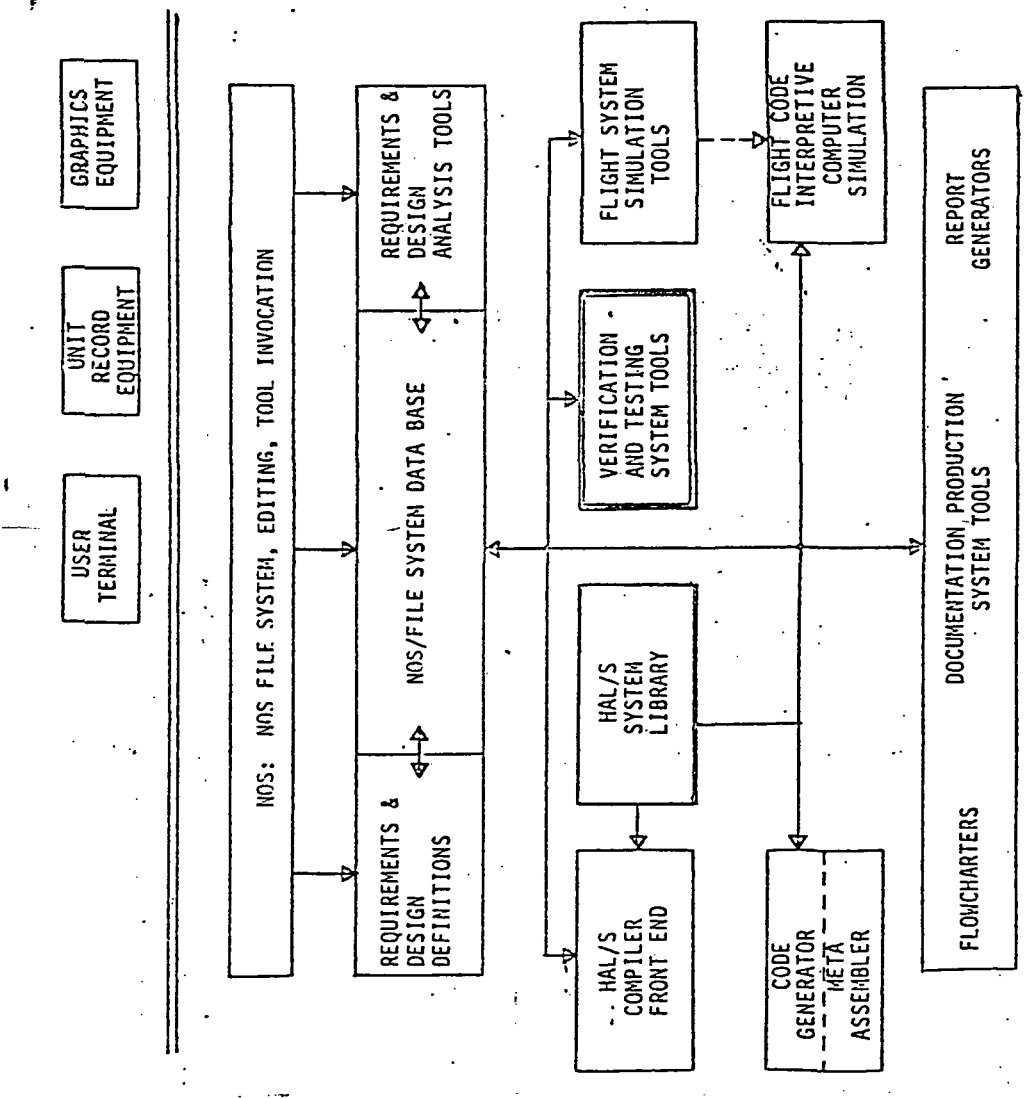 USER
TERMINAL
UNIT
RECORD
EQUIPMENT
GRAPHICS
EQUIPMENT
NOS: NOS FILE SYSTEM, EDITING, TOOL INVOCATION
REQUIREMENTS &
DESIGN
DEFINITIONS
NOS/FILE SYSTEM DATA BASE
REQUIREMENTS &
DESIGN
ANALYSIS TOOLS
HAL/S
COMPILER
FRONT END
HAL/S
SYSTEM
LIBRARY
VERIFICATION
AND TESTING
SYSTEM TOOLS
FLIGHT SYSTEM
SIMULATION
TOOLS
CODE
GENERATOR
META
ASSEMBLER
FLIGHT CODE
INTERPRETIVE
COMPUTER
SIMULATION
FLOWCHARTERS
DOCUMENTATION PRODUCTION
SYSTEM TOOLS
REPORT
GENERATORS